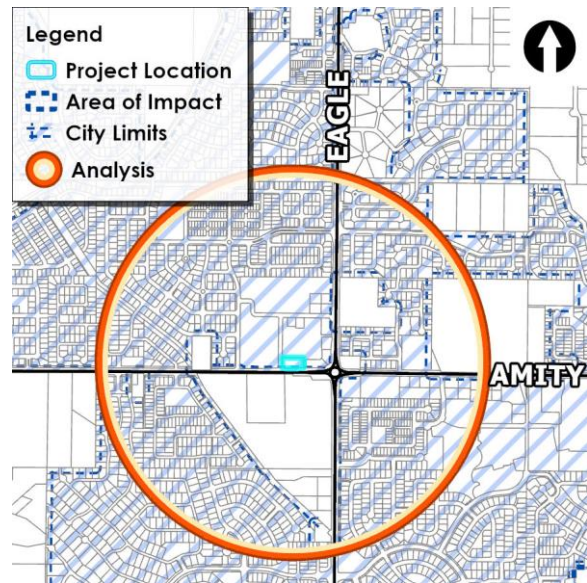 Legend
Project Location
Area of Impact
City Limits
Analysis
EAGLE
AMITY